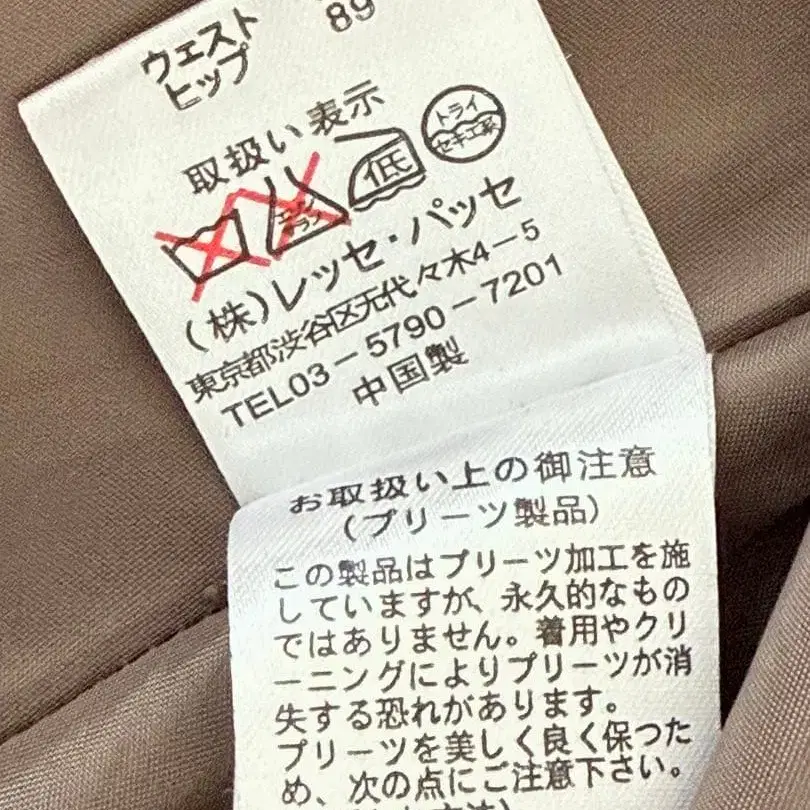 ウェスト
89
ヒップ
取扱い表示
エンソ
サラシ
低
ドライ
セキユ系
(株)レッセ・パッセ
東京都渋谷区元代々木4-5
TEL03-5790-7201
中国製
お取扱い上の御注意
(プリーツ製品)
この製品はプリーツ加工を施
していますが、永久的なもの
ではありません。着用やクリ
ーニングによりプリーツが消
失する恐れがあります。
プリーツを美しく良く保つた
め、次の点にご注意下さい。